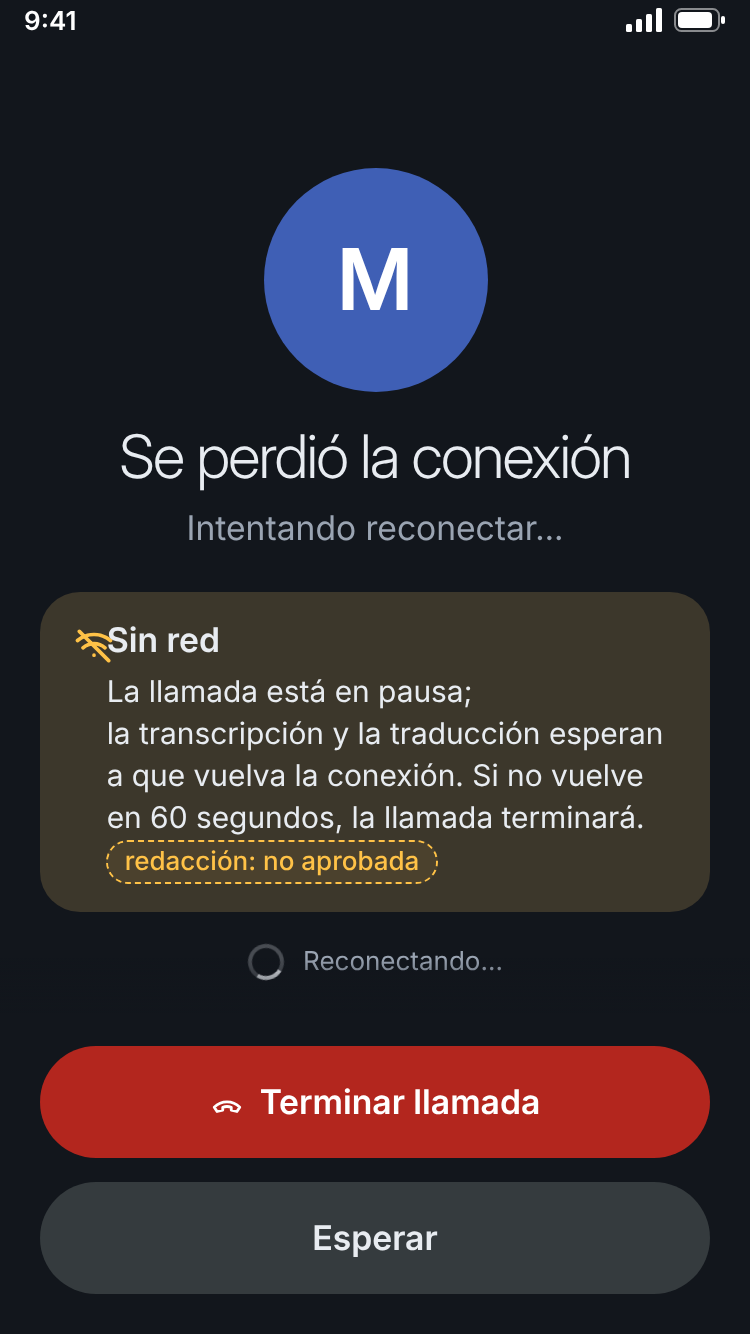 9:41
M
Se perdió la conexión
Intentando reconectar...
Sin red
La llamada está en pausa;
la transcripción y la traducción esperan
a que vuelva la conexión. Si no vuelve
en 60 segundos, la llamada terminará.
redacción: no aprobada
Reconectando...
Terminar llamada
Esperar